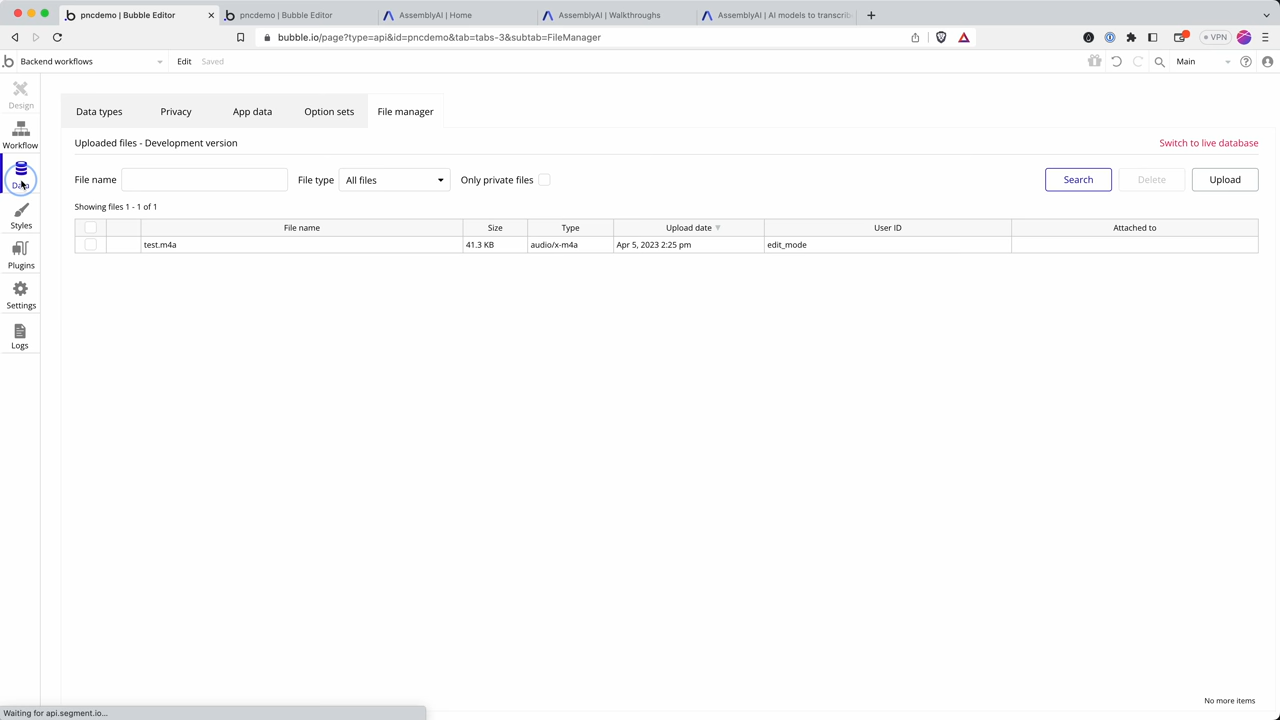 pncdemo | Bubble Editor
pncdemo | Bubble Editor
AssemblyAI | Home
AssemblyAI | Walkthroughs
AssemblyAI | AI models to transcrib
bubble.io/page?type=api&id=pncdemo&tab=tabs-3&subtab=FileManager
VPN
Backend workflows
Edit
Saved
Main
Design
Workflow
Data
Styles
Plugins
Settings
Logs
Data types
Privacy
App data
Option sets
File manager
Uploaded files - Development version
Switch to live database
File name
File type
All files
Only private files
Search
Delete
Upload
Showing files 1 - 1 of 1
File name Size Type Upload date User ID Attached to
test.m4a 41.3 KB audio/x-m4a Apr 5, 2023 2:25 pm edit_mode
No more items
Waiting for api.segment.io...